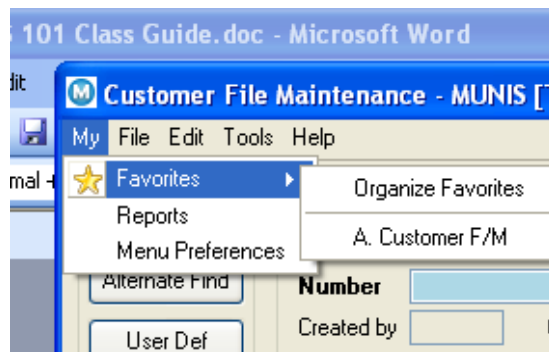 101 Class Guide.doc - Microsoft Word
dit
Customer File Maintenance - MUNIS [
My File Edit Tools Help
mal
Favorites
Organize Favorites
Reports
A. Customer F/M
Menu Preferences
Alternate Find
Number
Created by
User Def